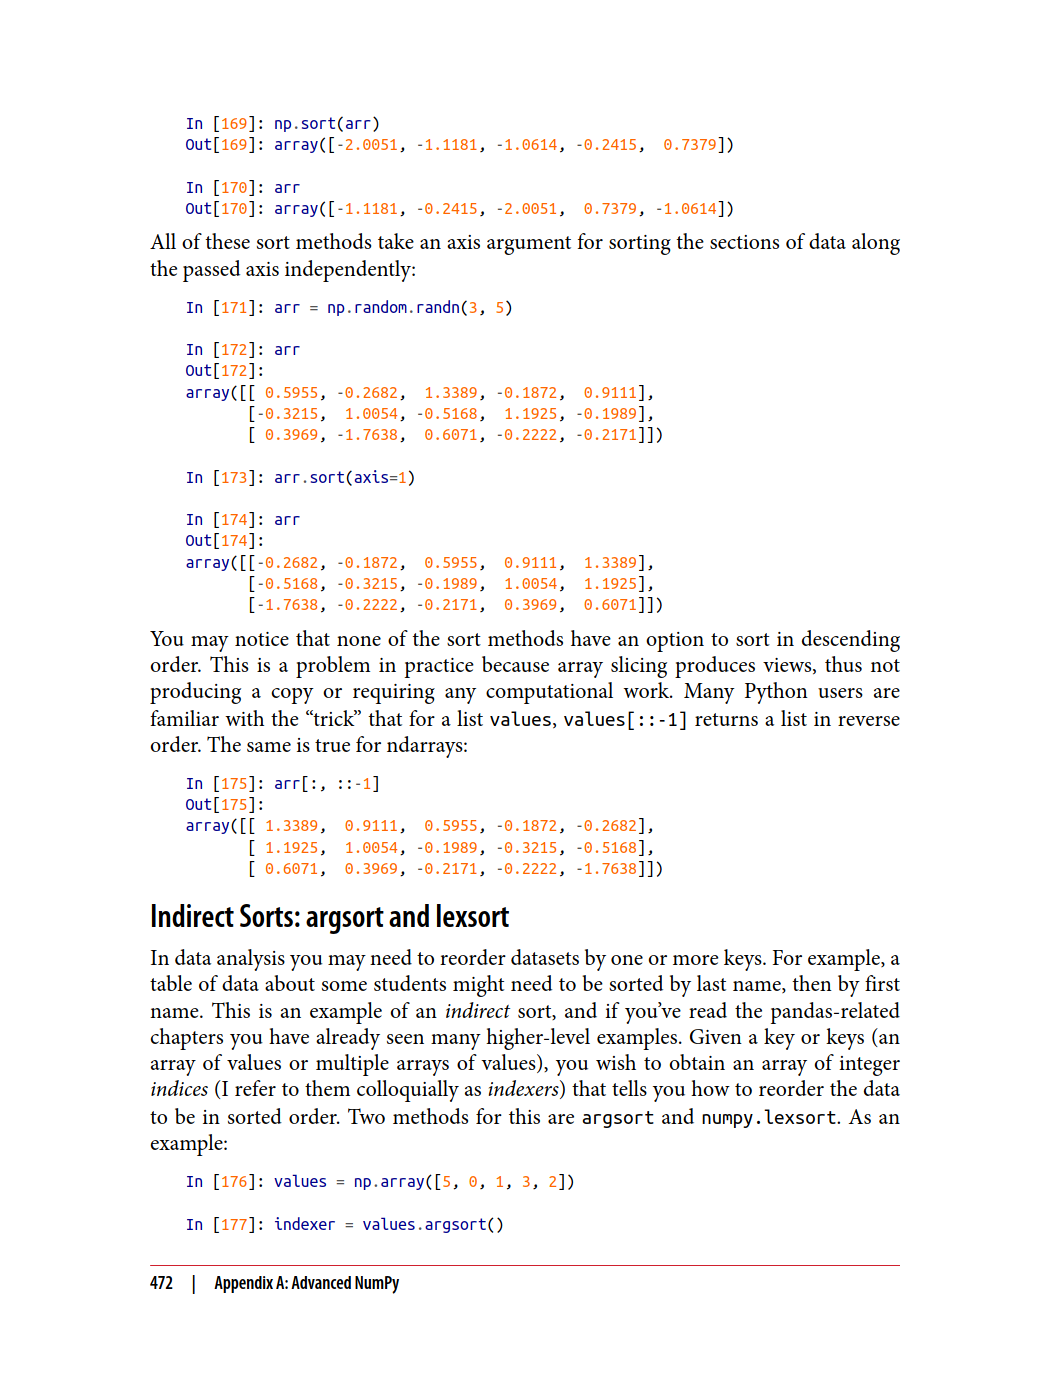 In [169]: np.sort(arr)
Out[169]: array([-2.0051, -1.1181, -1.0614, -0.2415,  0.7379])
In [170]: arr
Out[170]: array([-1.1181, -0.2415, -2.0051,  0.7379, -1.0614])
All of these sort methods take an axis argument for sorting the sections of data along
the passed axis independently:
In [171]: arr = np.random.randn(3, 5)
In [172]: arr
Out[172]:
array([[ 0.5955, -0.2682,  1.3389, -0.1872,  0.9111],
       [-0.3215,  1.0054, -0.5168,  1.1925, -0.1989],
       [ 0.3969, -1.7638,  0.6071, -0.2222, -0.2171]])
In [173]: arr.sort(axis=1)
In [174]: arr
Out[174]:
array([[-0.2682, -0.1872,  0.5955,  0.9111,  1.3389],
       [-0.5168, -0.3215, -0.1989,  1.0054,  1.1925],
       [-1.7638, -0.2222, -0.2171,  0.3969,  0.6071]])
You may notice that none of the sort methods have an option to sort in descending
order. This is a problem in practice because array slicing produces views, thus not
producing a copy or requiring any computational work. Many Python users are
familiar with the “trick” that for a list values, values[::-1] returns a list in reverse
order. The same is true for ndarrays:
In [175]: arr[:, ::-1]
Out[175]:
array([[ 1.3389,  0.9111,  0.5955, -0.1872, -0.2682],
       [ 1.1925,  1.0054, -0.1989, -0.3215, -0.5168],
       [ 0.6071,  0.3969, -0.2171, -0.2222, -1.7638]])
Indirect Sorts: argsort and lexsort
In data analysis you may need to reorder datasets by one or more keys. For example, a
table of data about some students might need to be sorted by last name, then by first
name. This is an example of an indirect sort, and if you’ve read the pandas-related
chapters you have already seen many higher-level examples. Given a key or keys (an
array of values or multiple arrays of values), you wish to obtain an array of integer
indices (I refer to them colloquially as indexers) that tells you how to reorder the data
to be in sorted order. Two methods for this are argsort and numpy.lexsort. As an
example:
In [176]: values = np.array([5, 0, 1, 3, 2])
In [177]: indexer = values.argsort()
472 | Appendix A: Advanced NumPy